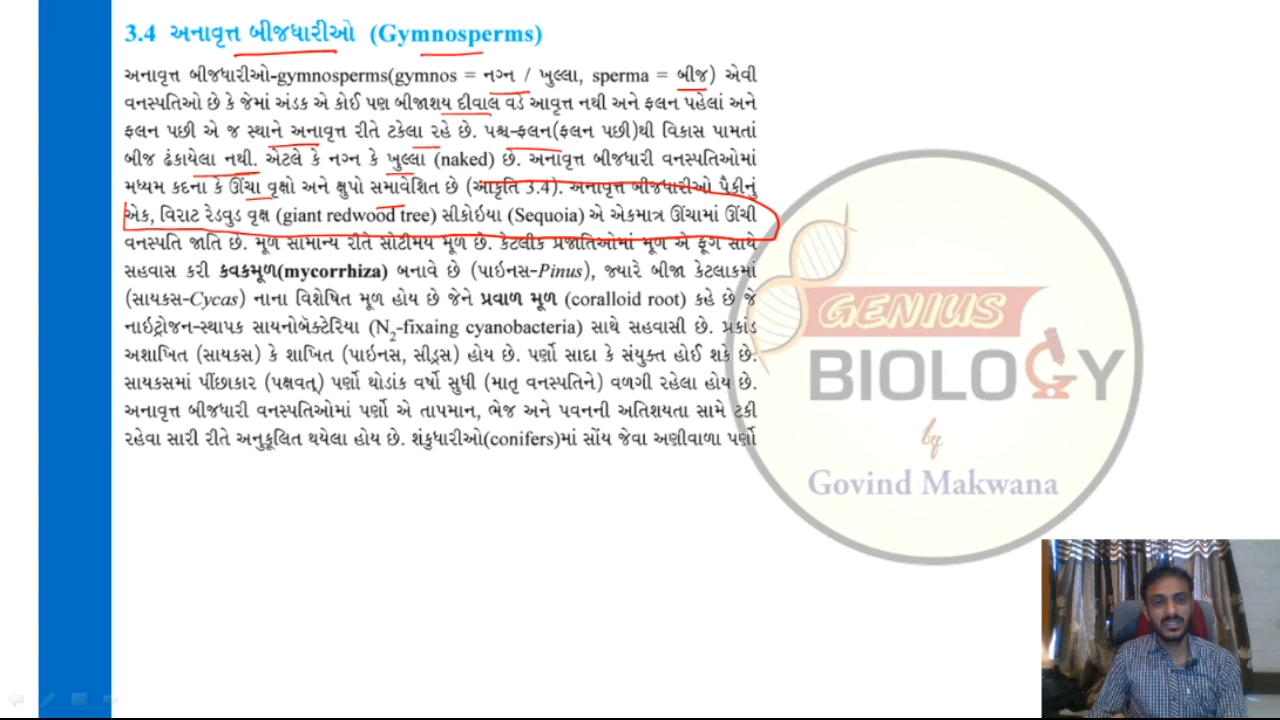 3.4 અનાવૃત્ત બીજધારીઓ (Gymnosperms)
અનાવૃત્ત બીજધારીઓ-gymnosperms(gymnos = નગ્ન / ખુલ્લા, sperma = બીજ) એવી
વનસ્પતિઓ છે કે જેમાં અંડક એ કોઈ પણ બીજાશય દીવાલ વડે આવૃત્ત નથી અને ફલન પહેલાં અને
ફલન પછી એ જ સ્થાને અનાવૃત્ત રીતે ટકેલા રહે છે. પશ્ચ-ફલન(ફલન પછી)થી વિકાસ પામતાં
બીજ ઢંકાયેલા નથી. એટલે કે નગ્ન કે ખુલ્લા (naked) છે. અનાવૃત્ત બીજધારી વનસ્પતિઓમાં
મધ્યમ કદના કે ઊંચા વૃક્ષો અને ક્ષુપો સમાવેશિત છે (આકૃતિ 3.4). અનાવૃત્ત બીજધારીઓ પૈકીનું
એક, વિરાટ રેડવુડ વૃક્ષ (giant redwood tree) સીકોઇયા (Sequoia) એ એકમાત્ર ઊંચામાં ઊંચી
વનસ્પતિ જાતિ છે. મૂળ સામાન્ય રીતે સોટીમય મૂળ છે. કેટલીક પ્રજાતિઓમાં મૂળ એ ફૂગ સાથે
સહવાસ કરી કવકમૂળ(mycorrhiza) બનાવે છે (પાઇનસ-Pinus), જ્યારે બીજા કેટલાકમાં
(સાયકસ-Cycas) નાના વિશેષિત મૂળ હોય છે જેને પ્રવાળ મૂળ (coralloid root) કહે છે જે
નાઇટ્રોજન-સ્થાપક સાયનોબૅક્ટેરિયા (N₂-fixaing cyanobacteria) સાથે સહવાસી છે. પ્રકાંડ
અશાખિત (સાયકસ) કે શાખિત (પાઇનસ, સીડ્રસ) હોય છે. પર્ણો સાદા કે સંયુક્ત હોઈ શકે છે.
સાયકસમાં પીંછાકાર (પક્ષવત્) પર્ણો થોડાંક વર્ષો સુધી (માતૃ વનસ્પતિને) વળગી રહેલા હોય છે.
અનાવૃત્ત બીજધારી વનસ્પતિઓમાં પર્ણો એ તાપમાન, ભેજ અને પવનની અતિશયતા સામે ટકી
રહેવા સારી રીતે અનુકૂલિત થયેલા હોય છે. શંકુધારીઓ(conifers)માં સોંય જેવા અણીવાળા પર્ણો
GENIUS
BIOLOGY
by
Govind Makwana